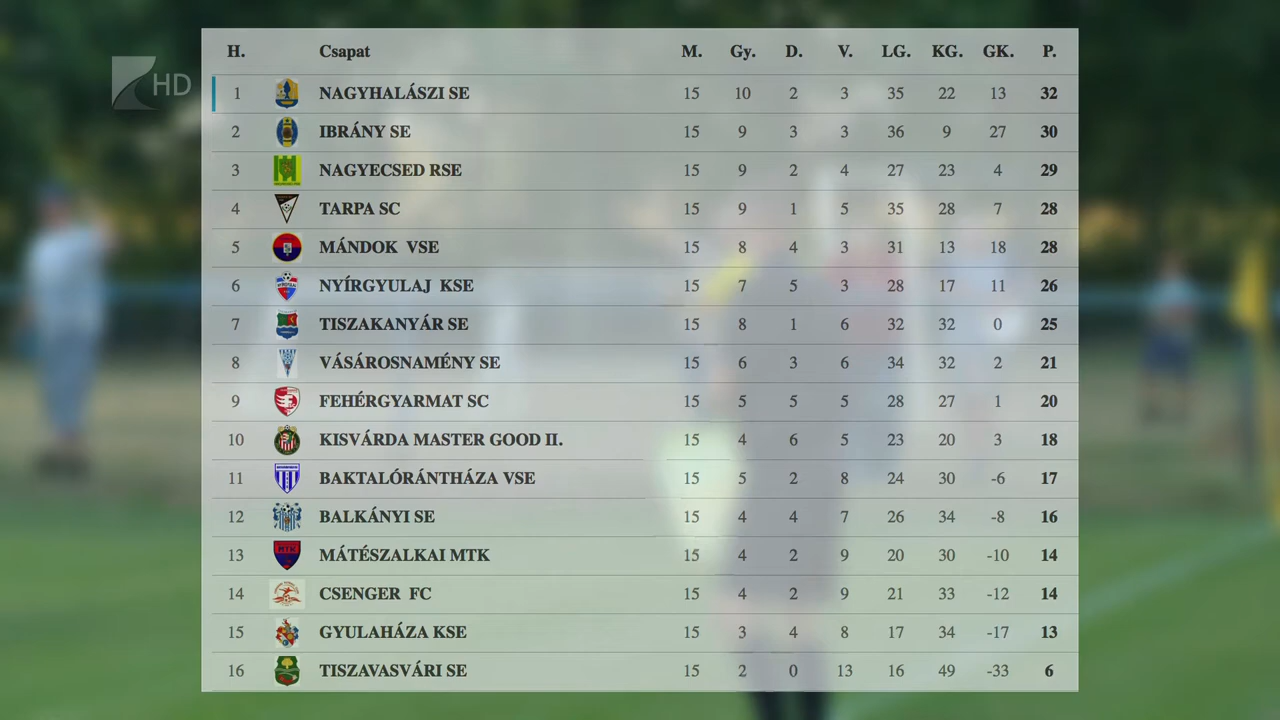 HD
H. Csapat M. Gy. D. V. LG. KG. GK. P.
1 NAGYHALÁSZI SE 15 10 2 3 35 22 13 32
2 IBRÁNY SE 15 9 3 3 36 9 27 30
3 NAGYECSED RSE 15 9 2 4 27 23 4 29
4 TARPA SC 15 9 1 5 35 28 7 28
5 MÁNDOK VSE 15 8 4 3 31 13 18 28
6 NYÍRGYULAJ KSE 15 7 5 3 28 17 11 26
7 TISZAKANYÁR SE 15 8 1 6 32 32 0 25
8 VÁSÁROSNAMÉNY SE 15 6 3 6 34 32 2 21
9 FEHÉRGYARMAT SC 15 5 5 5 28 27 1 20
10 KISVÁRDA MASTER GOOD II. 15 4 6 5 23 20 3 18
11 BAKTALÓRÁNTHÁZA VSE 15 5 2 8 24 30 -6 17
12 BALKÁNYI SE 15 4 4 7 26 34 -8 16
13 MÁTÉSZALKAI MTK 15 4 2 9 20 30 -10 14
14 CSENGER FC 15 4 2 9 21 33 -12 14
15 GYULAHÁZA KSE 15 3 4 8 17 34 -17 13
16 TISZAVASVÁRI SE 15 2 0 13 16 49 -33 6